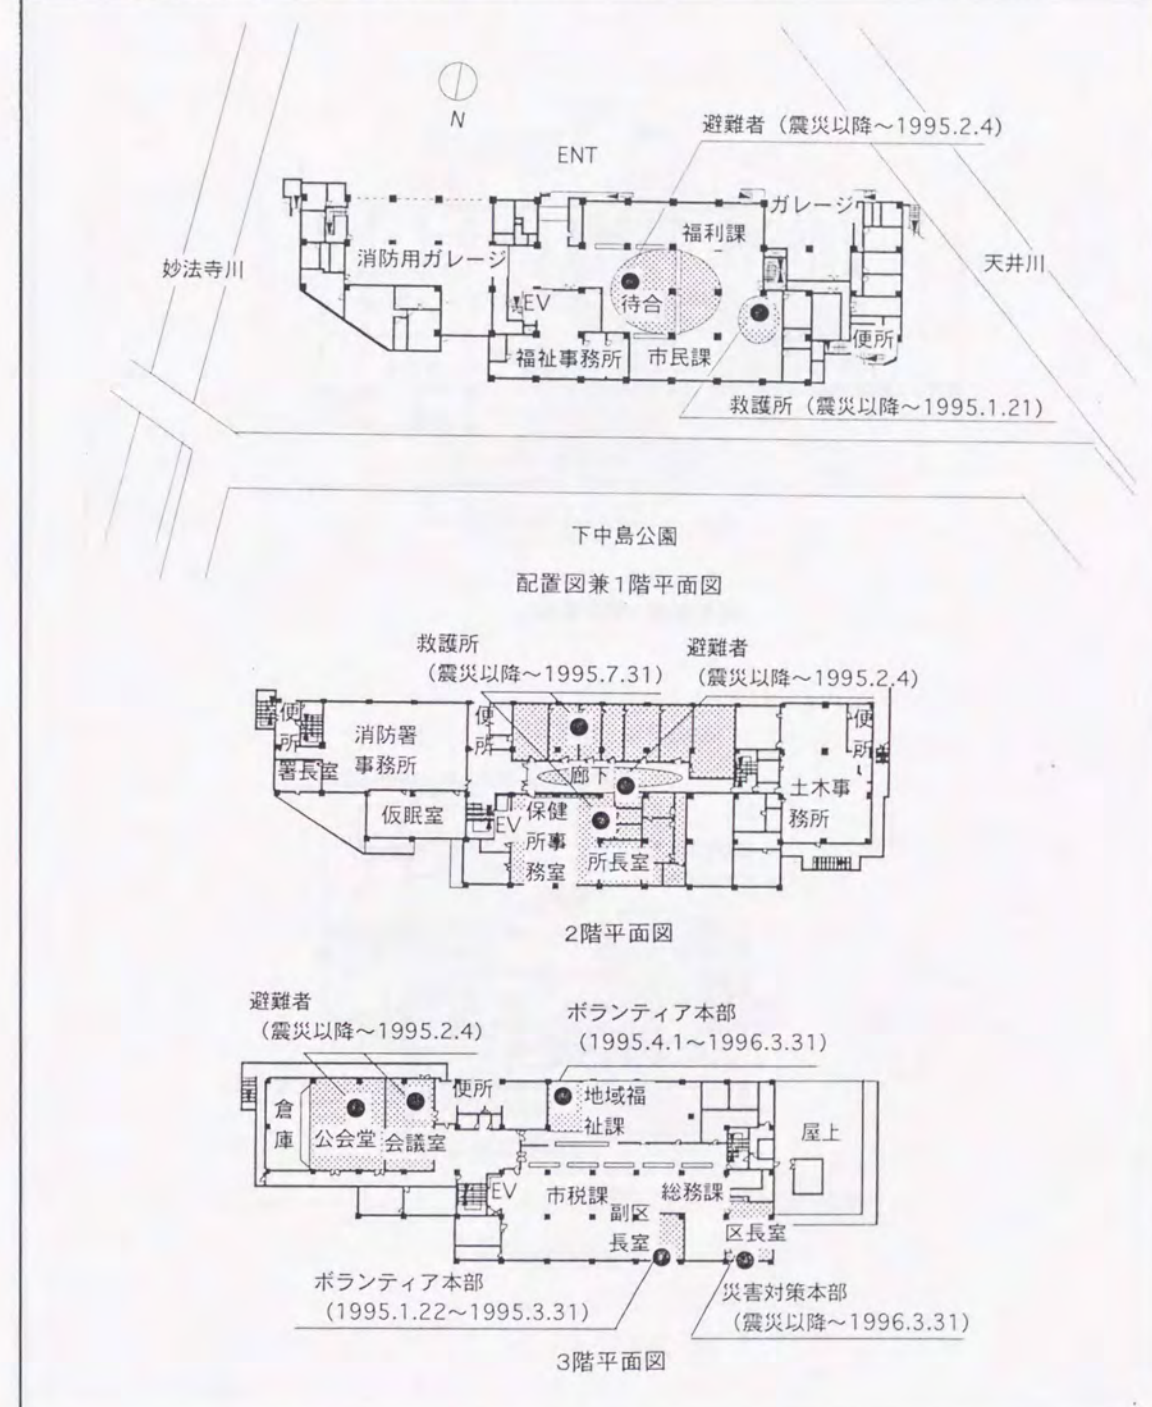 N
避難者（震災以降〜1995.2.4）
ENT
ガレージ
福利課
妙法寺川
消防用ガレージ
天井川
EV
待合
便所
福祉事務所
市民課
救護所（震災以降〜1995.1.21）
下中島公園
配置図兼1階平面図
救護所
（震災以降〜1995.7.31）
避難者
（震災以降〜1995.2.4）
便所
消防署
事務所
便所
便所
署長室
廊下
土木事
務所
仮眠室
EV
保健
所事
務室
所長室
2階平面図
避難者
（震災以降〜1995.2.4）
ボランティア本部
（1995.4.1〜1996.3.31）
便所
地域福
祉課
倉庫
公会堂
会議室
屋上
EV
市税課
総務課
副区
長室
区長室
ボランティア本部
（1995.1.22〜1995.3.31）
災害対策本部
（震災以降〜1996.3.31）
3階平面図